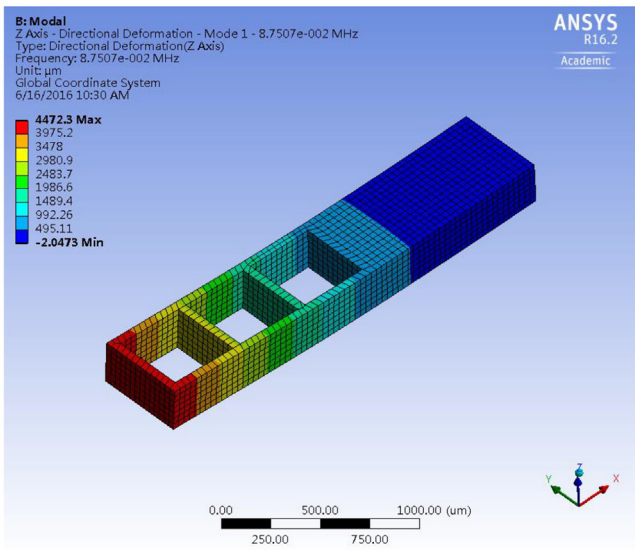 B: Modal
Z Axis - Directional Deformation - Mode 1 - 8.7507e-002 MHz
Type: Directional Deformation(Z Axis)
Frequency: 8.7507e-002 MHz
Unit: µm
Global Coordinate System
6/16/2016 10:30 AM
4472.3 Max
3975.2
3478
2980.9
2483.7
1986.6
1489.4
992.26
495.11
-2.0473 Min
ANSYS
R16.2
Academic
Z
Y
X
0.00 500.00 1000.00 (um)
250.00 750.00